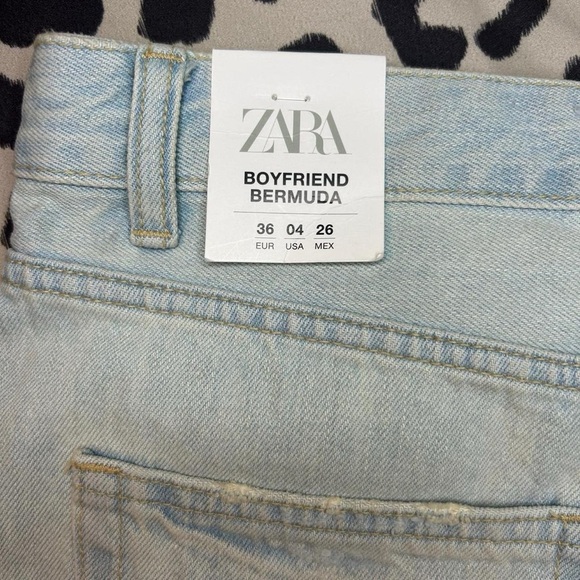 ZARA
BOYFRIEND
BERMUDA
36 04 26
EUR USA MEX